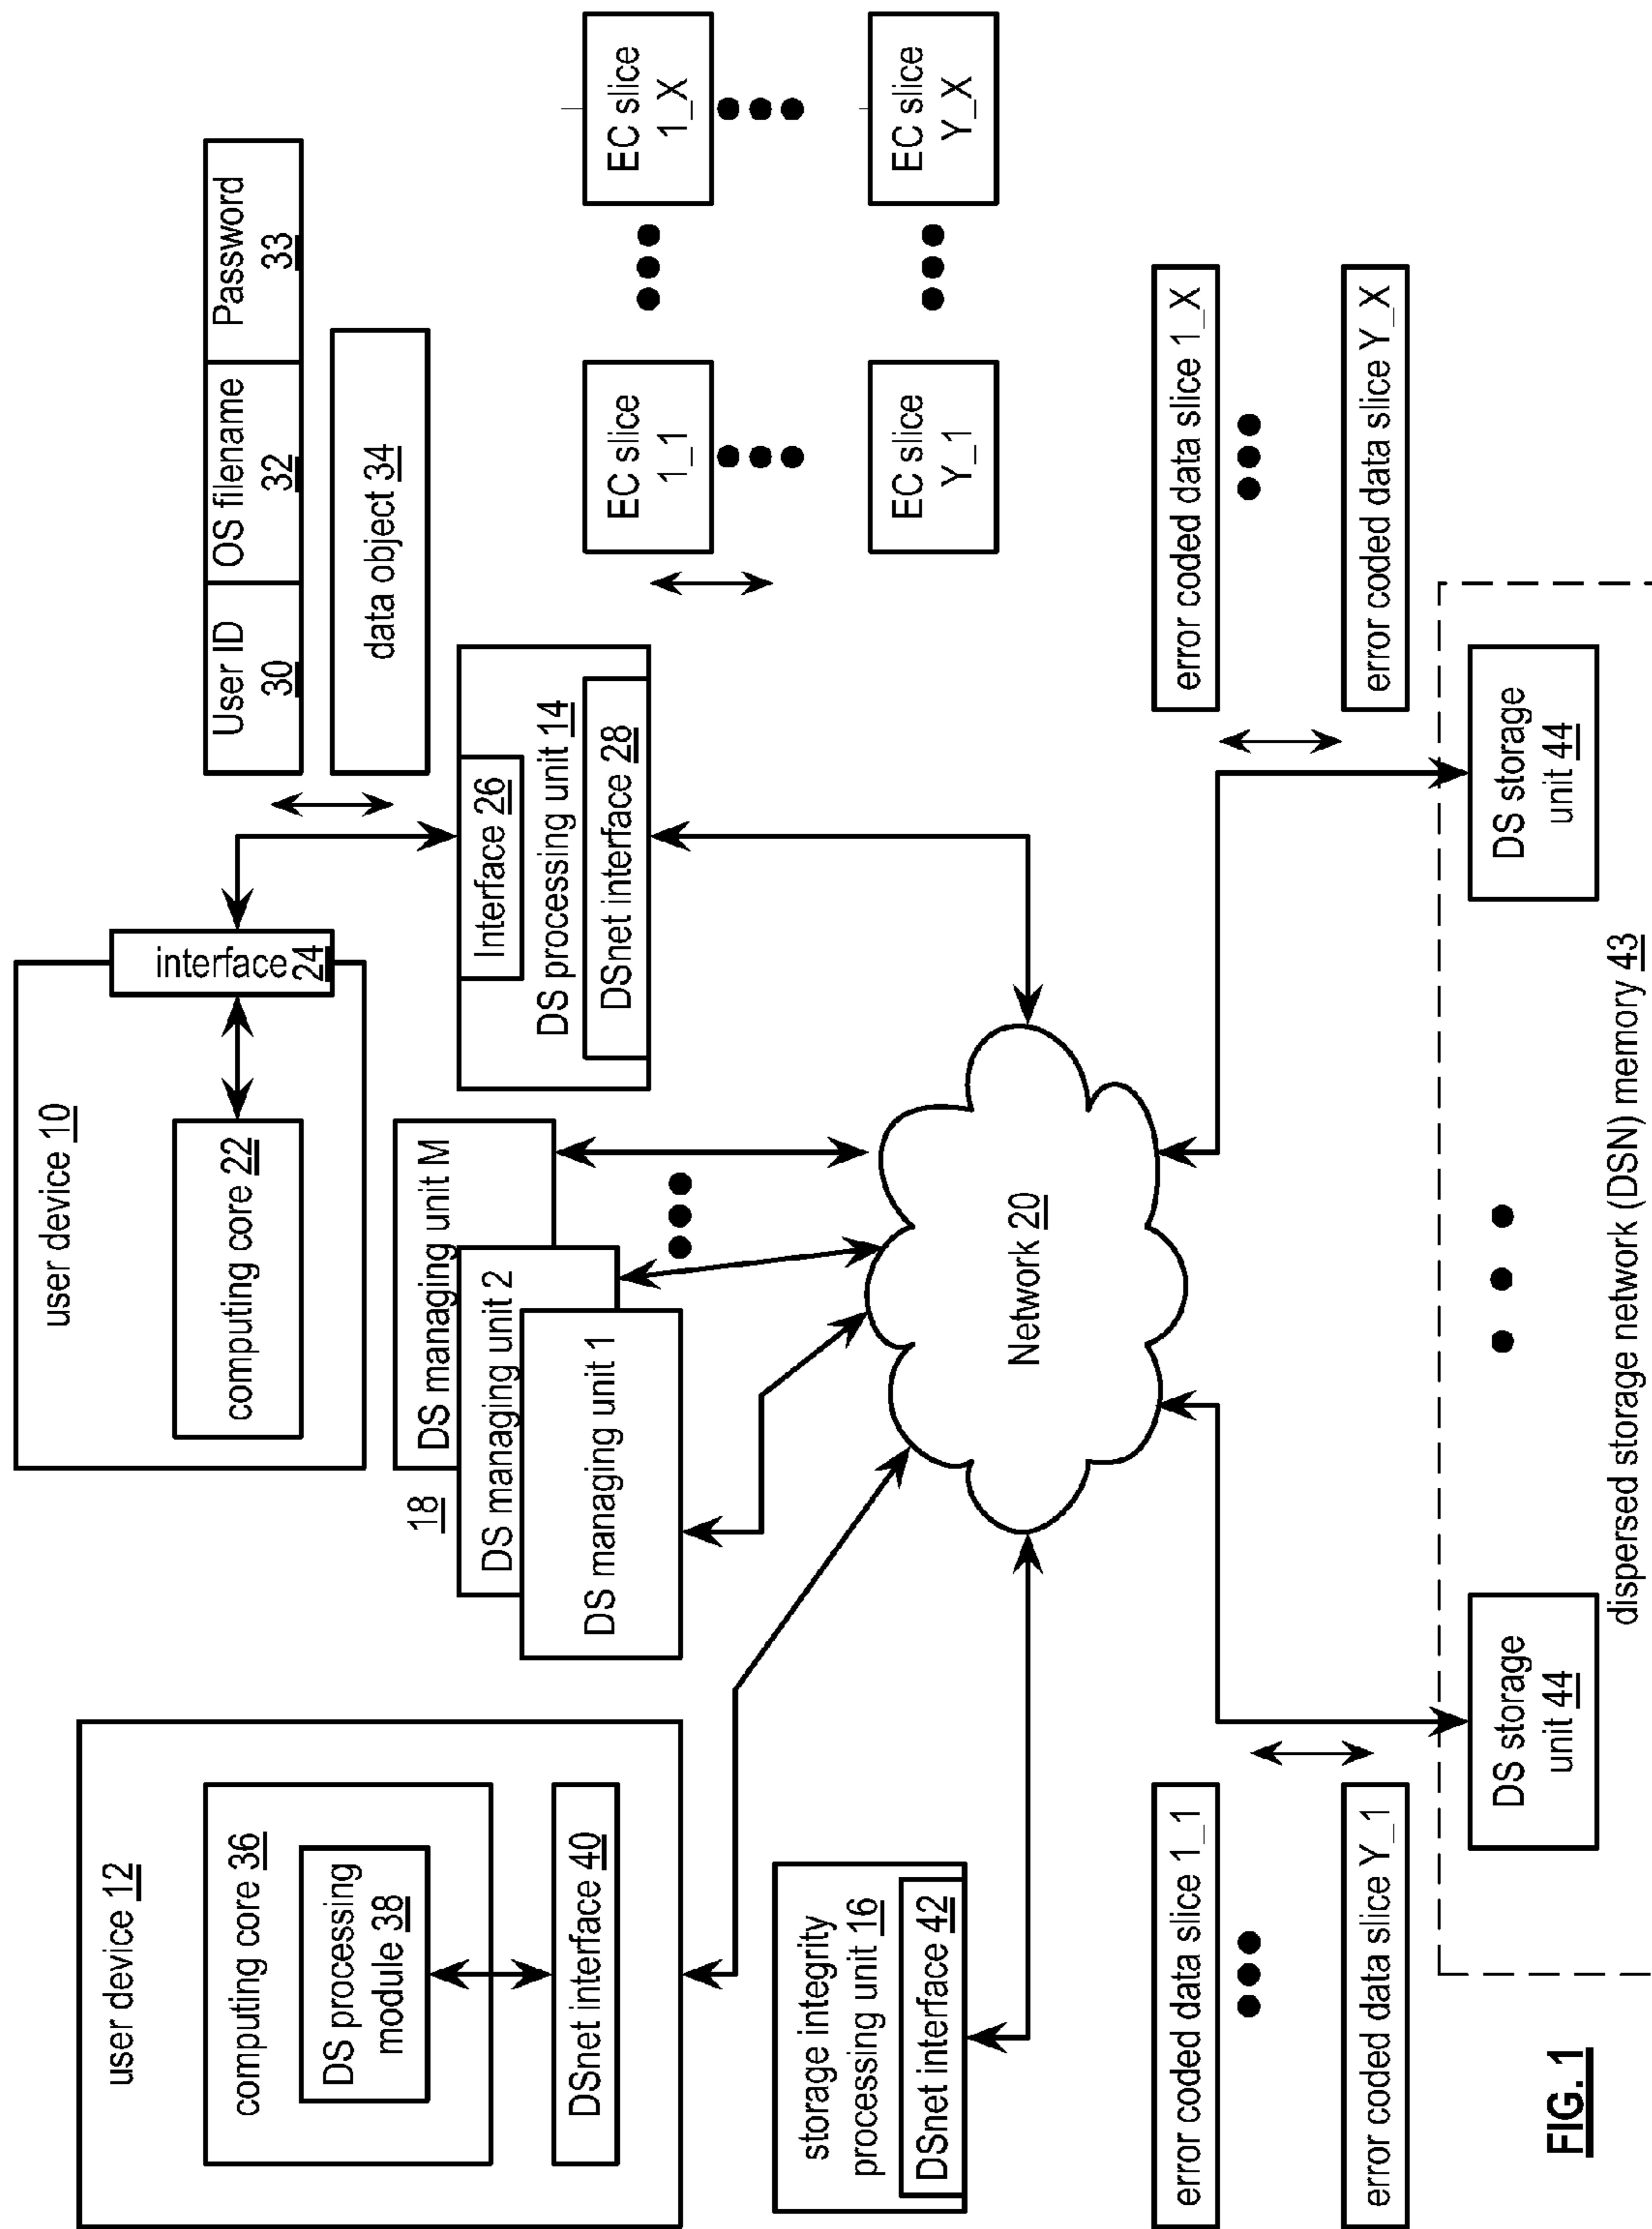 user device 12
computing core 36
DS processing
module 38
DSnet interface 40
user device 10
computing core 22
interface 24
User ID
30
OS filename
32
Password
33
data object 34
18
DS managing unit M
DS managing unit 2
DS managing unit 1
Interface 26
DS processing unit 14
DSnet interface 28
EC slice
1_1
EC slice
1_X
EC slice
Y_1
EC slice
Y_X
storage integrity
processing unit 16
DSnet interface 42
Network 20
error coded data slice 1_1
error coded data slice Y_1
error coded data slice 1_X
error coded data slice Y_X
DS storage
unit 44
DS storage
unit 44
dispersed storage network (DSN) memory 43
FIG. 1